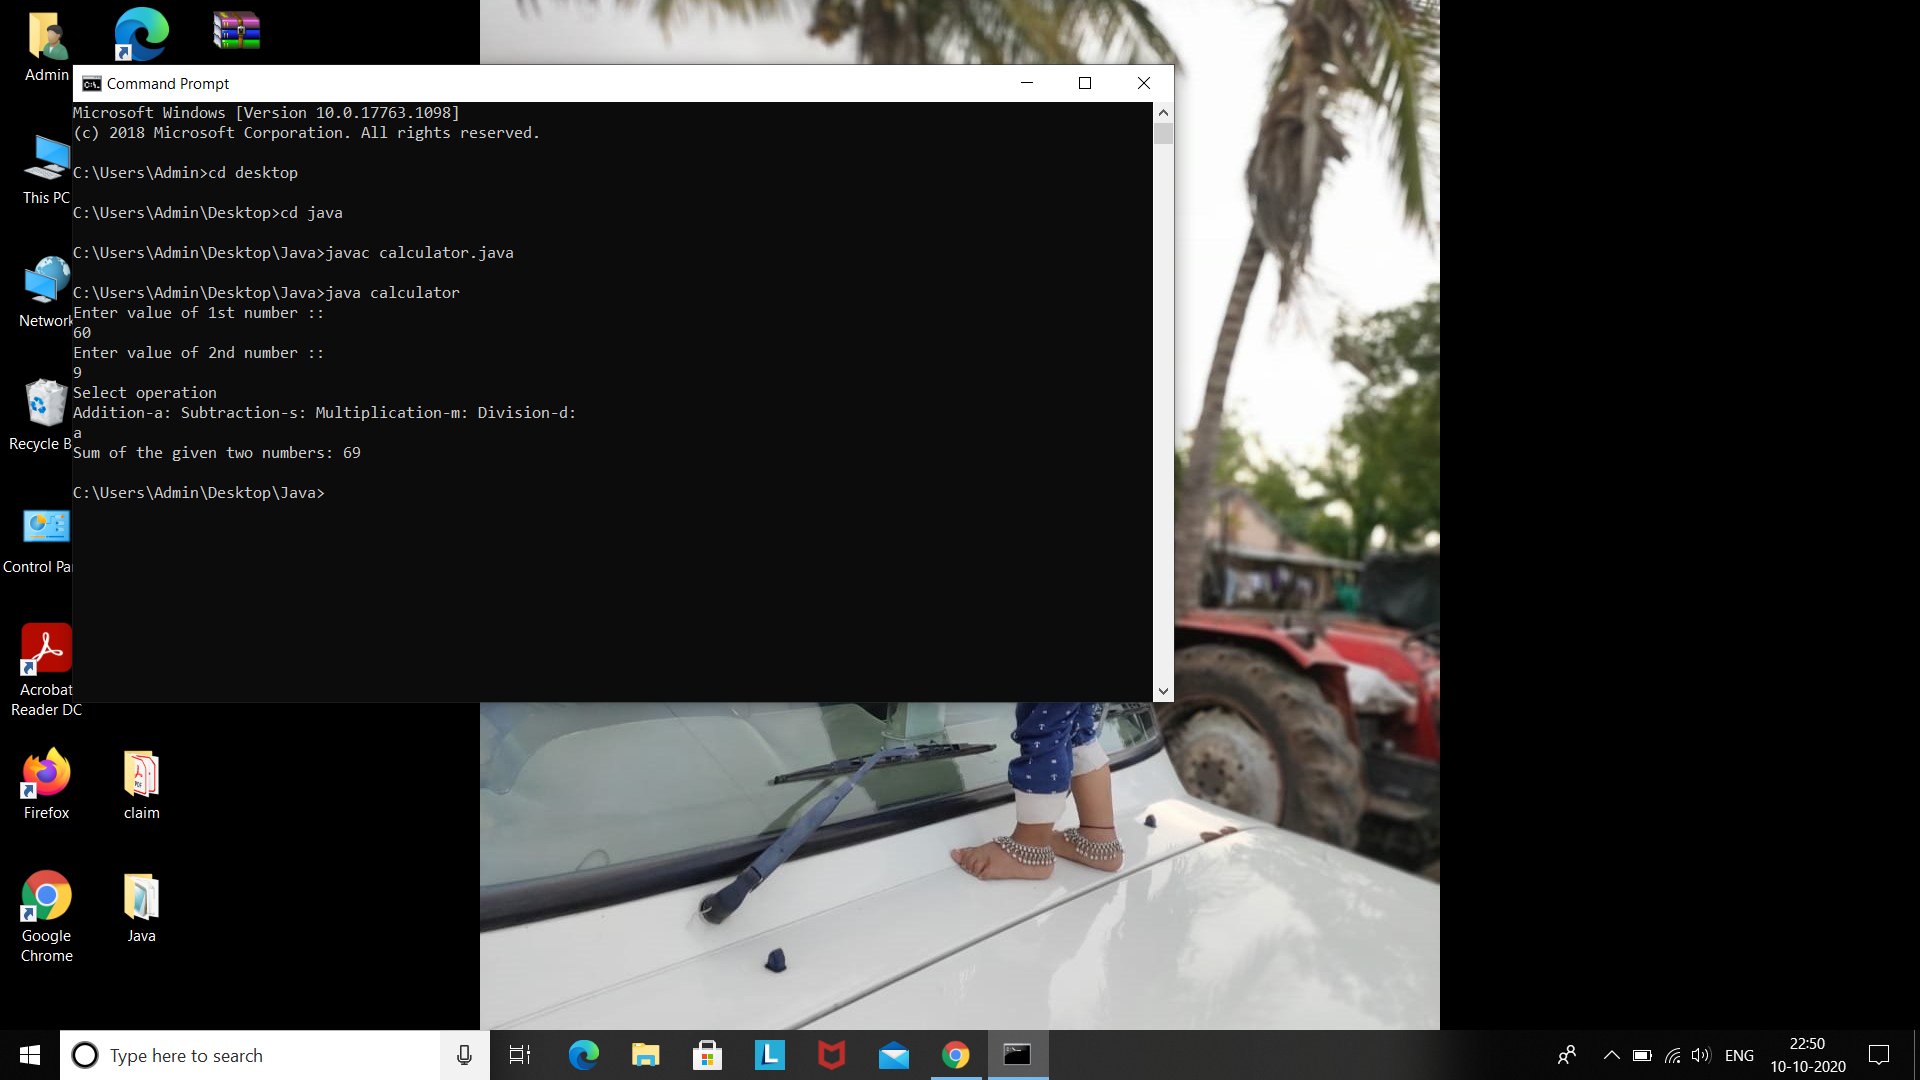 Admin
This PC
Network
Recycle B
Control Pa
Acrobat
Reader DC
Firefox
claim
Google
Chrome
Java
Command Prompt
Microsoft Windows [Version 10.0.17763.1098]
(c) 2018 Microsoft Corporation. All rights reserved.
C:\Users\Admin>cd desktop
C:\Users\Admin\Desktop>cd java
C:\Users\Admin\Desktop\Java>javac calculator.java
C:\Users\Admin\Desktop\Java>java calculator
Enter value of 1st number ::
60
Enter value of 2nd number ::
9
Select operation
Addition-a: Subtraction-s: Multiplication-m: Division-d:
a
Sum of the given two numbers: 69
C:\Users\Admin\Desktop\Java>
Type here to search
L
ENG
22:50
10-10-2020